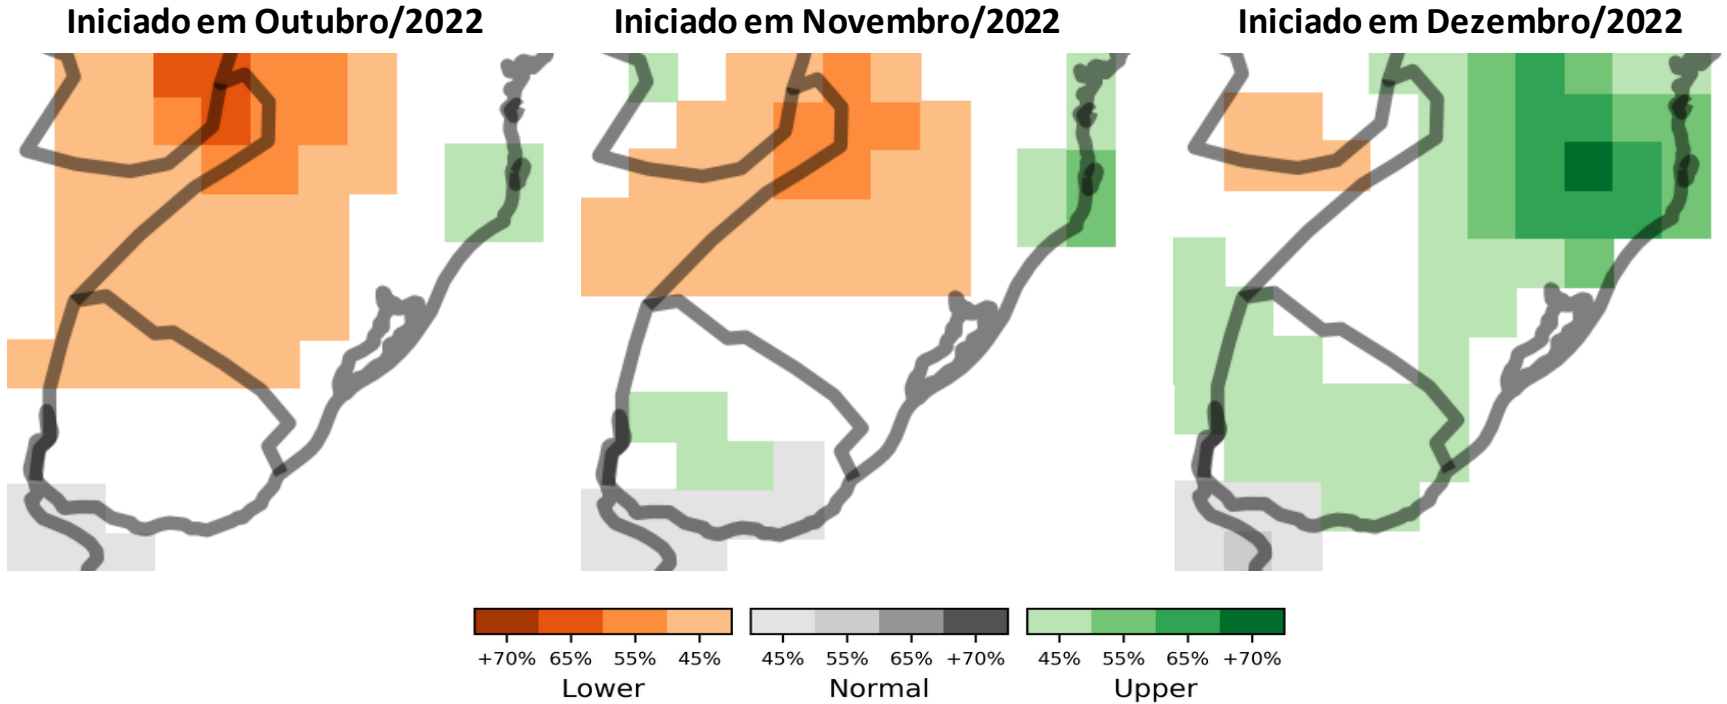 Iniciado em Outubro/2022
Iniciado em Novembro/2022
Iniciado em Dezembro/2022
+70% 65% 55% 45%
45% 55% 65% +70%
45% 55% 65% +70%
Lower
Normal
Upper